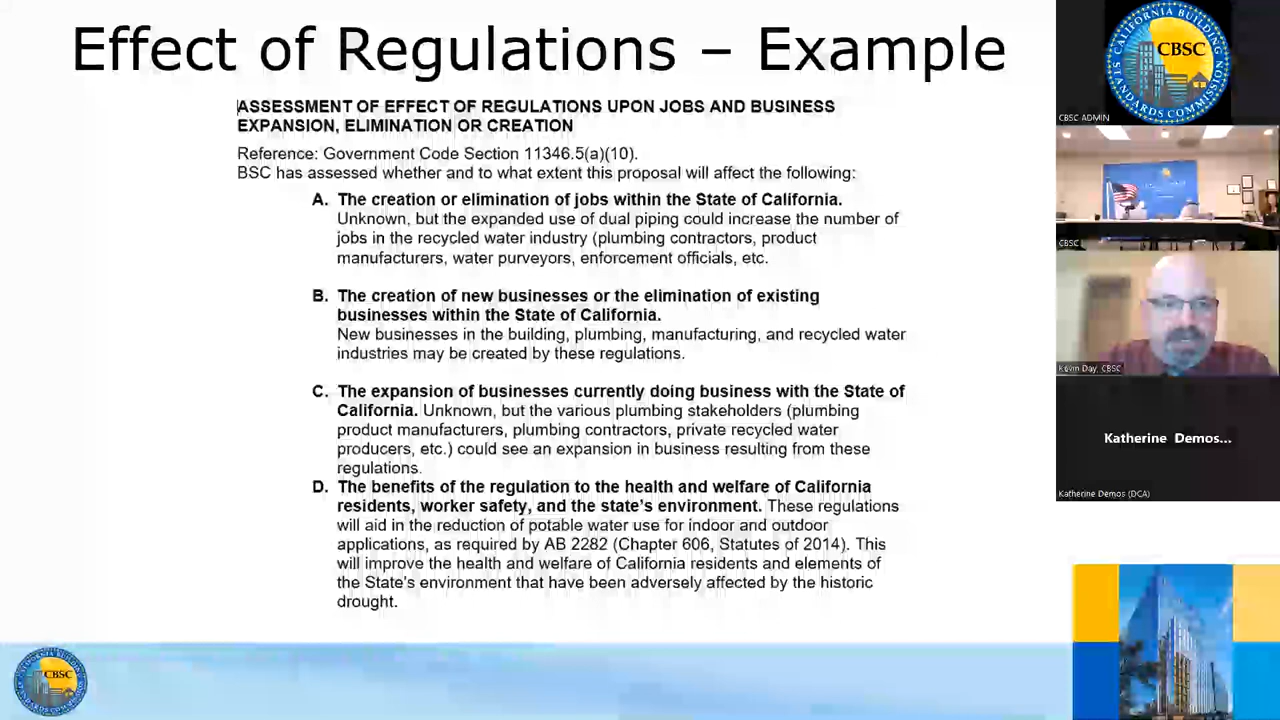 Effect of Regulations – Example
ASSESSMENT OF EFFECT OF REGULATIONS UPON JOBS AND BUSINESS
EXPANSION, ELIMINATION OR CREATION
Reference: Government Code Section 11346.5(a)(10).
BSC has assessed whether and to what extent this proposal will affect the following:
A. The creation or elimination of jobs within the State of California.
Unknown, but the expanded use of dual piping could increase the number of
jobs in the recycled water industry (plumbing contractors, product
manufacturers, water purveyors, enforcement officials, etc.
B. The creation of new businesses or the elimination of existing
businesses within the State of California.
New businesses in the building, plumbing, manufacturing, and recycled water
industries may be created by these regulations.
C. The expansion of businesses currently doing business with the State of
California. Unknown, but the various plumbing stakeholders (plumbing
product manufacturers, plumbing contractors, private recycled water
producers, etc.) could see an expansion in business resulting from these
regulations.
D. The benefits of the regulation to the health and welfare of California
residents, worker safety, and the state's environment. These regulations
will aid in the reduction of potable water use for indoor and outdoor
applications, as required by AB 2282 (Chapter 606, Statutes of 2014). This
will improve the health and welfare of California residents and elements of
the State's environment that have been adversely affected by the historic
drought.
CALIFORNIA BUILDING
STANDARDS COMMISSION
CBSC
CBSC ADMIN
CBSC
Kevin Day, CBSC
Katherine Demos...
Katherine Demos (DCA)
CALIFORNIA BUILDING
CBSC